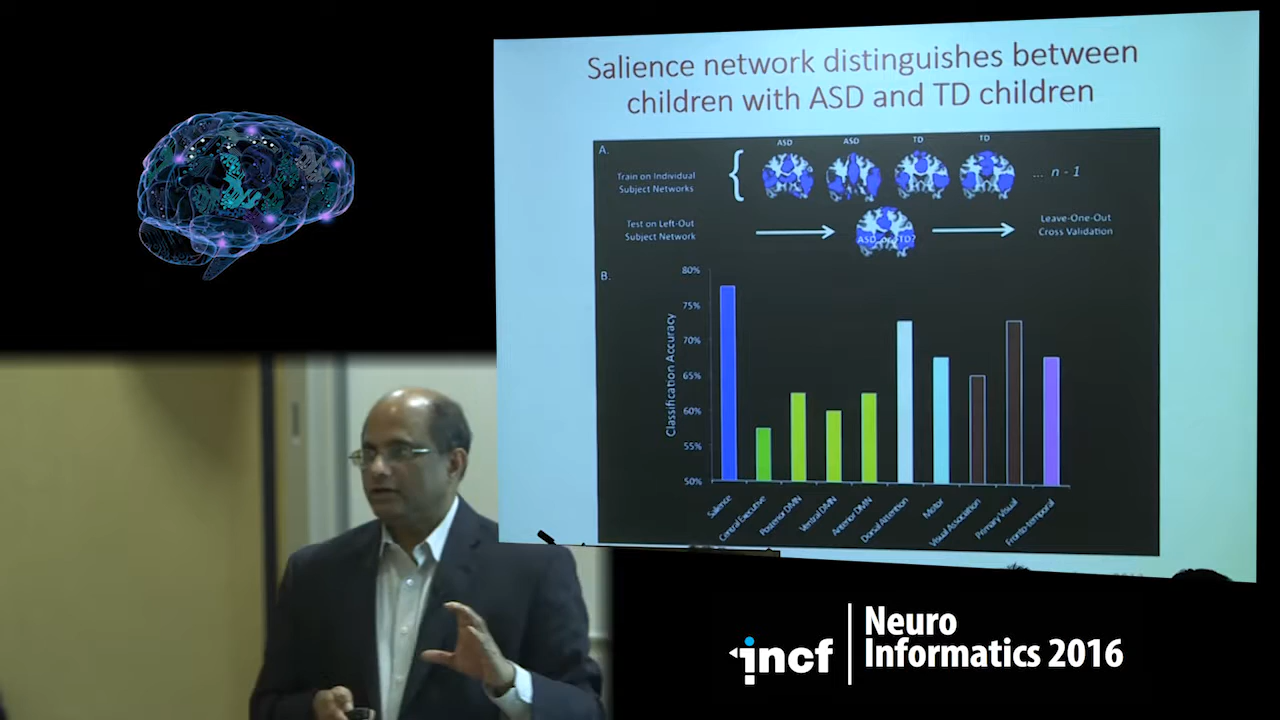 Salience network distinguishes between
children with ASD and TD children
A.
ASD
ASD
TD
TD
Train on Individual
Subject Networks
... n - 1
Test on Left-Out
Subject Network
ASD or TD?
Leave-One-Out
Cross Validation
B.
80%
75%
70%
65%
60%
55%
50%
Classification Accuracy
Salience
Central Executive
Posterior DMN
Ventral DMN
Anterior DMN
Dorsal Attention
Motor
Visual Association
Primary Visual
Fronto-temporal
incf
Neuro
Informatics 2016